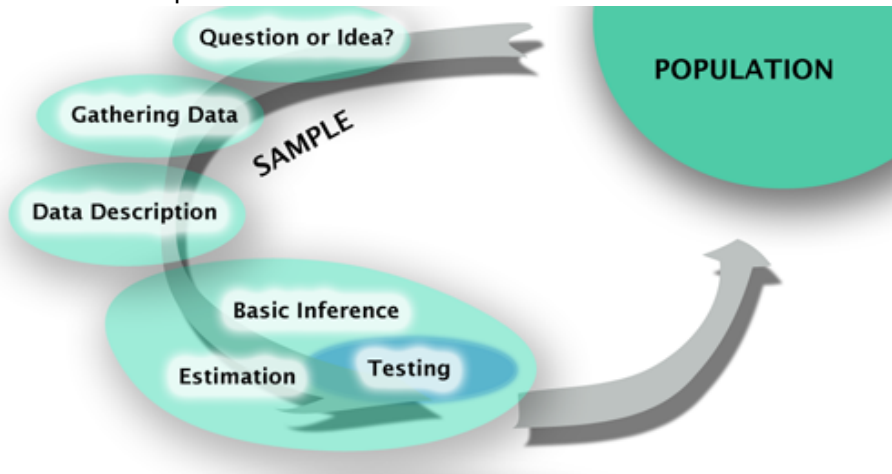 Question or Idea?
POPULATION
Gathering Data
SAMPLE
Data Description
Basic Inference
Estimation
Testing